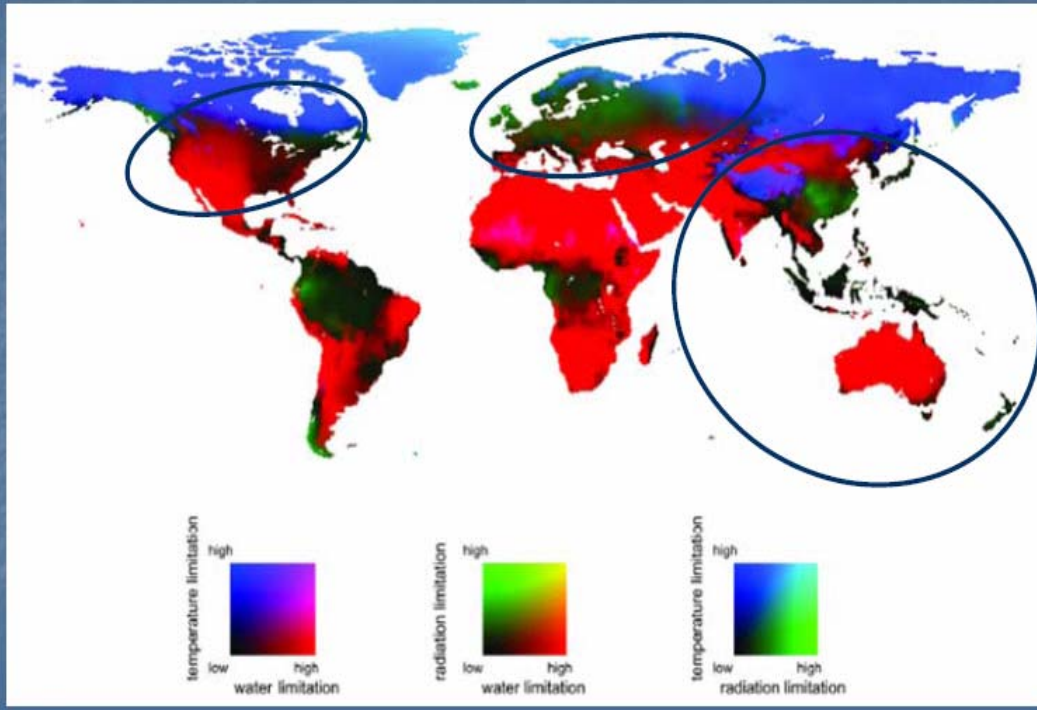 temperature limitation
high
low
high
water limitation
radiation limitation
high
low
high
water limitation
temperature limitation
high
low
high
radiation limitation